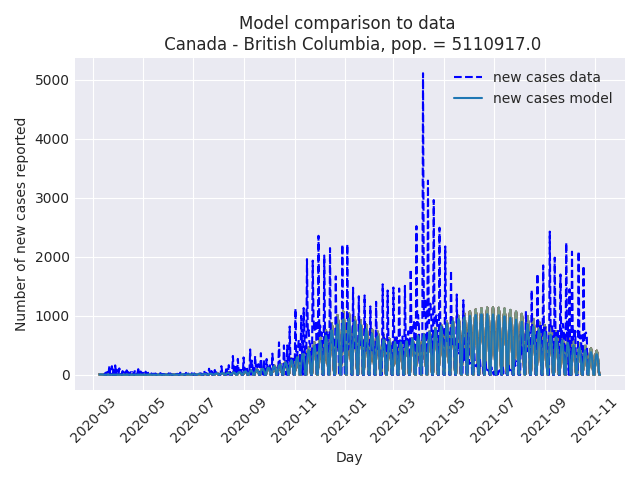 Model comparison to data
Canada - British Columbia, pop. = 5110917.0
new cases data
new cases model
Number of new cases reported
5000
4000
3000
2000
1000
0
2020-03
2020-05
2020-07
2020-09
2020-11
2021-01
2021-03
2021-05
2021-07
2021-09
2021-11
Day